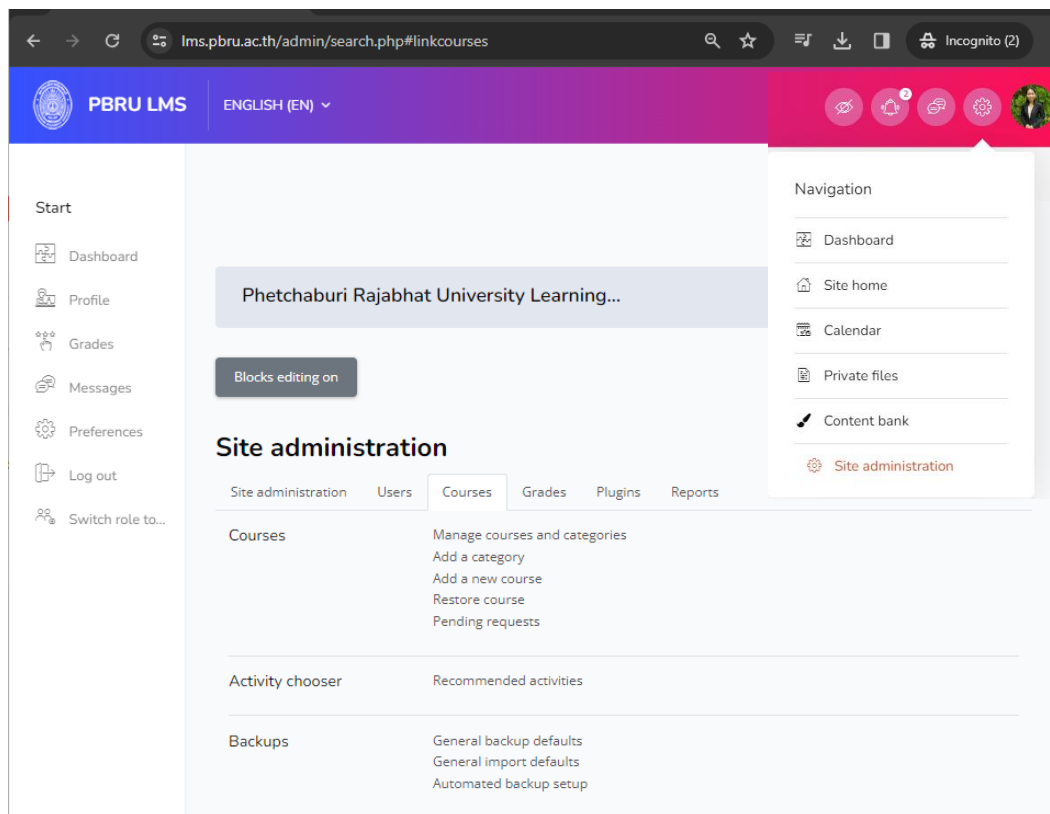 lms.pbru.ac.th/admin/search.php#linkcourses
Incognito (2)
PBRU LMS
ENGLISH (EN)
2
Start
Dashboard
Profile
Grades
Messages
Preferences
Log out
Switch role to...
Navigation
Dashboard
Site home
Calendar
Private files
Content bank
Site administration
Phetchaburi Rajabhat University Learning...
Blocks editing on
Site administration
Site administration Users Courses Grades Plugins Reports
Courses
Manage courses and categories
Add a category
Add a new course
Restore course
Pending requests
Activity chooser
Recommended activities
Backups
General backup defaults
General import defaults
Automated backup setup